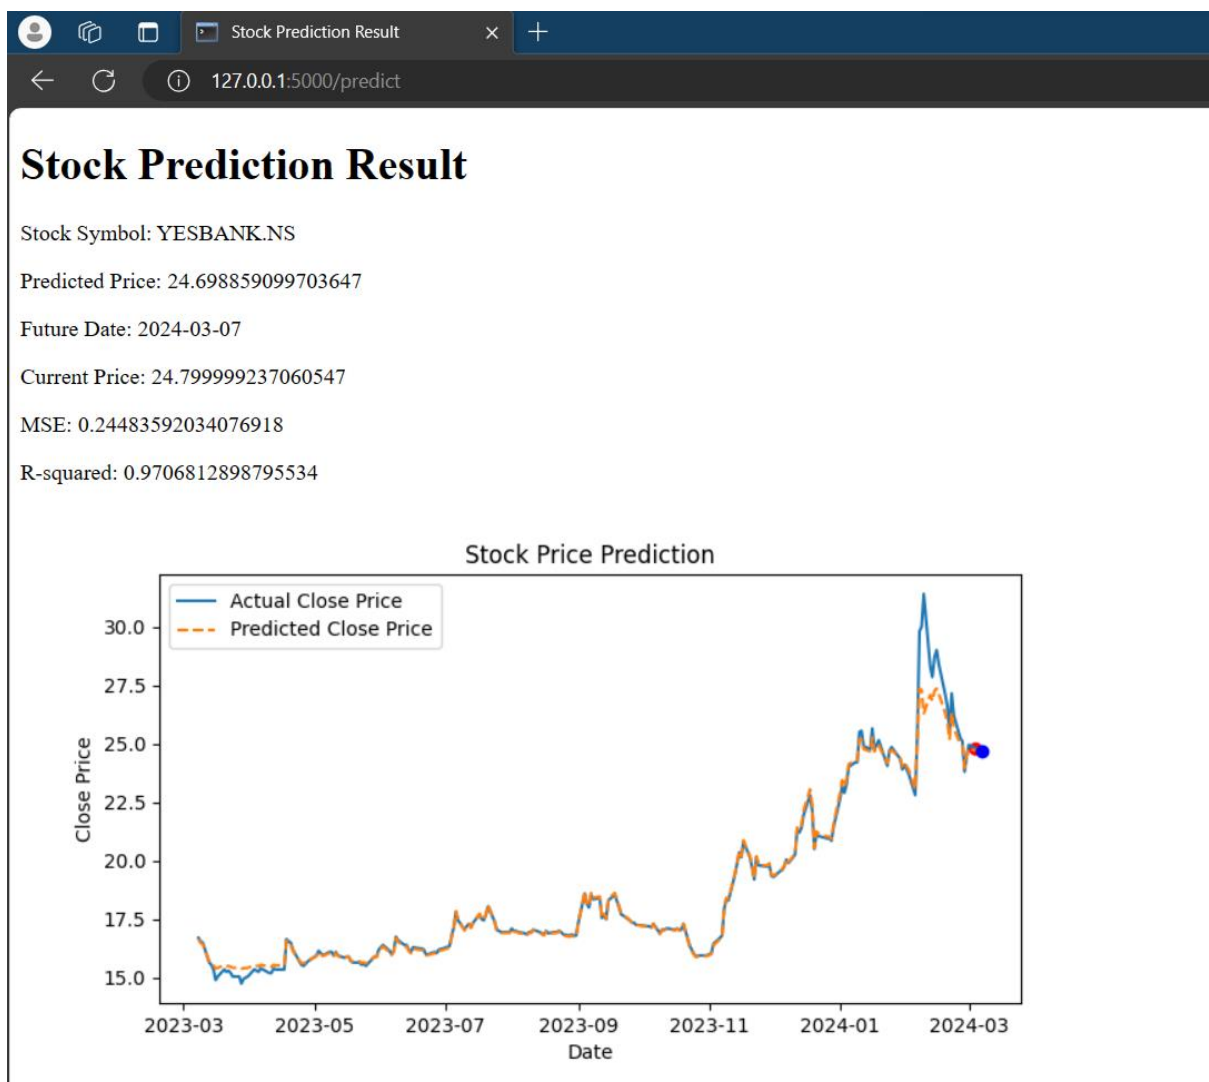 Stock Prediction Result
127.0.0.1:5000/predict
Stock Prediction Result
Stock Symbol: YESBANK.NS
Predicted Price: 24.698859099703647
Future Date: 2024-03-07
Current Price: 24.799999237060547
MSE: 0.24483592034076918
R-squared: 0.9706812898795534
Stock Price Prediction
Actual Close Price
Predicted Close Price
30.0
27.5
25.0
22.5
20.0
17.5
15.0
Close Price
2023-03 2023-05 2023-07 2023-09 2023-11 2024-01 2024-03
Date